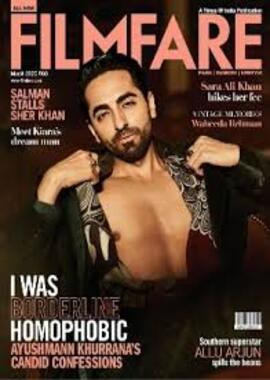 ALL NEW
A Times Of India Publication
FILMFARE
SALMAN
STALLS
SHER KHAN
Meet Kiara's
dream man
Sara Ali Khan
hikes her fee
VINTAGE MEMORIES
Waheeda Rehman
I WAS
BORDERLINE
HOMOPHOBIC
AYUSHMANN KHURRANA'S
CANDID CONFESSIONS
Southern superstar
ALLU ARJUN
spills the beans